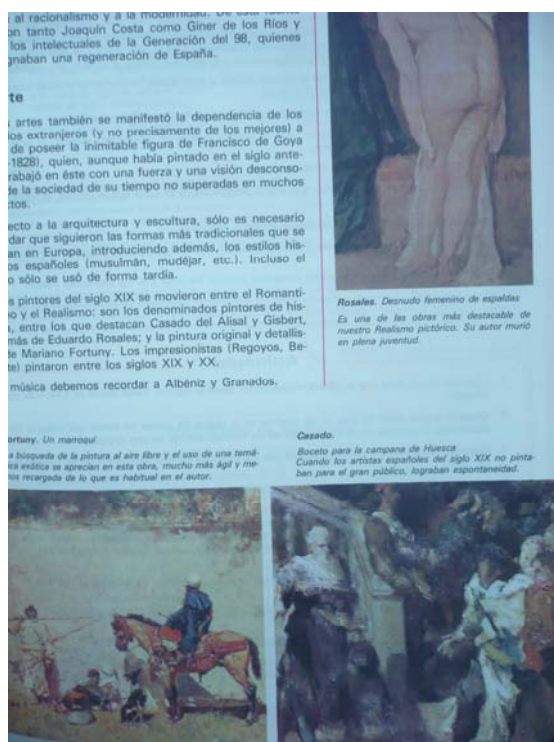 al racionalismo y a la modernidad. De esta
on tanto Joaquín Costa como Giner de los Ríos y
los intelectuales de la Generación del 98, quienes
gnaban una regeneración de España.
rte
artes también se manifestó la dependencia de los
los extranjeros (y no precisamente de los mejores) a
de poseer la inimitable figura de Francisco de Goya
-1828), quien, aunque había pintado en el siglo ante-
rabajó en éste con una fuerza y una visión desconso-
de la sociedad de su tiempo no superadas en muchos
ctos.
ecto a la arquitectura y escultura, sólo es necesario
dar que siguieron las formas más tradicionales que se
an en Europa, introduciendo además, los estilos his-
os españoles (musulmán, mudéjar, etc.). Incluso el
o sólo se usó de forma tardía.
s pintores del siglo XIX se movieron entre el Romanti-
o y el Realismo: son los denominados pintores de his-
a, entre los que destacan Casado del Alisal y Gisbert,
más de Eduardo Rosales; y la pintura original y detallis-
de Mariano Fortuny. Los impresionistas (Regoyos, Be-
te) pintaron entre los siglos XIX y XX.
música debemos recordar a Albéniz y Granados.
Rosales. Desnudo femenino de espaldas
Es una de las obras más destacable de
nuestro Realismo pictórico. Su autor murió
en plena juventud.
ortuny. Un marroquí
a búsqueda de la pintura al aire libre y el uso de una temá-
ica exótica se aprecian en esta obra, mucho más ágil y me-
nos recargada de lo que es habitual en el autor.
Casado.
Boceto para la campana de Huesca
Cuando los artistas españoles del siglo XIX no pinta-
ban para el gran público, lograban espontaneidad.